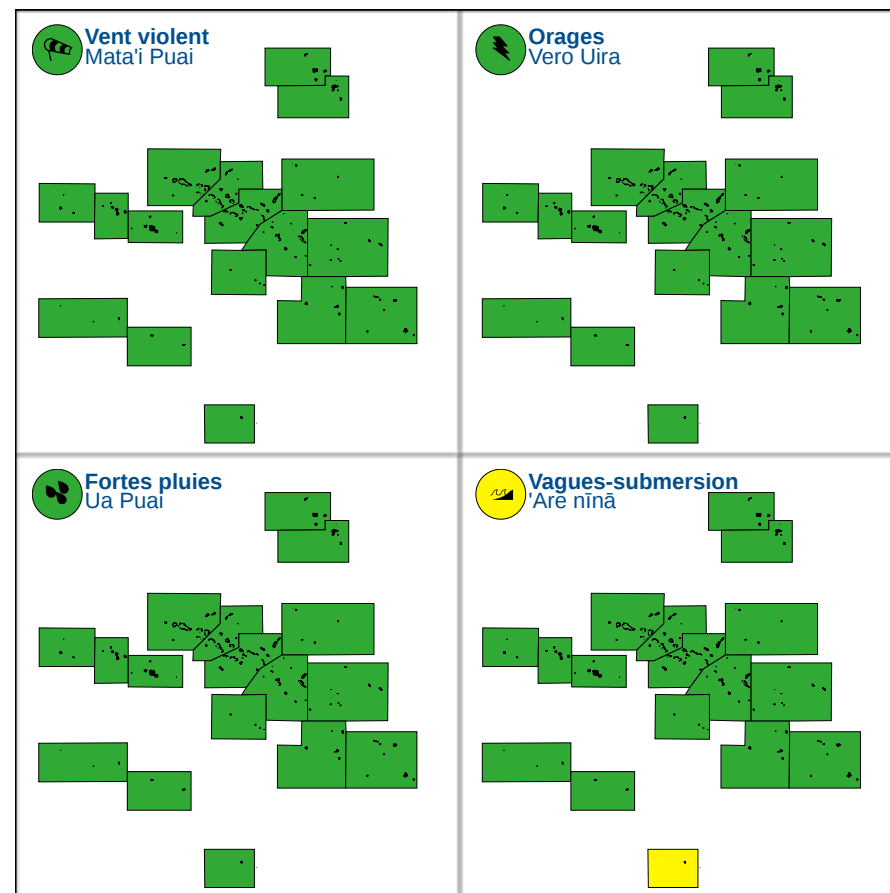 Vent violent
Mata'i Puai
Orages
Vero Uira
Fortes pluies
Ua Puai
Vagues-submersion
'Are nīnā